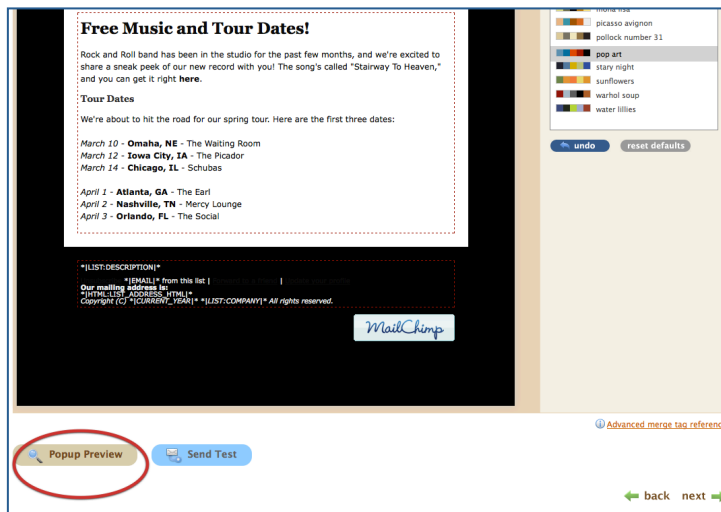 Free Music and Tour Dates!
Rock and Roll band has been in the studio for the past few months, and we're excited to
share a sneak peek of our new record with you! The song's called "Stairway To Heaven,"
and you can get it right here.
Tour Dates
We're about to hit the road for our spring tour. Here are the first three dates:
March 10 - Omaha, NE - The Waiting Room
March 12 - Iowa City, IA - The Picador
March 14 - Chicago, IL - Schubas
April 1 - Atlanta, GA - The Earl
April 2 - Nashville, TN - Mercy Lounge
April 3 - Orlando, FL - The Social
*|LIST:DESCRIPTION|*
*|EMAIL|* from this list |
Our mailing address is:
*|HTML:LIST_ADDRESS_HTML|*
Copyright (C) *|CURRENT_YEAR|* *|LIST:COMPANY|* All rights reserved.
MailChimp
mona lisa
picasso avignon
pollock number 31
pop art
stary night
sunflowers
warhol soup
water lillies
undo
reset defaults
Advanced merge tag referenc
Popup Preview
Send Test
back next